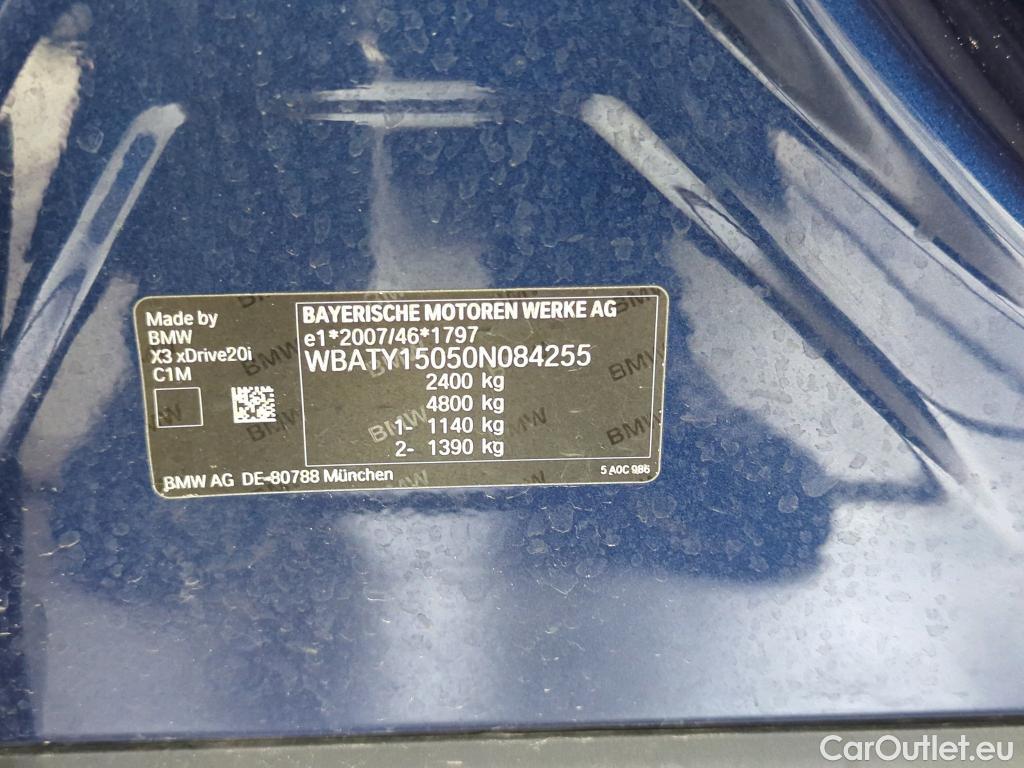 Made by
BMW
X3 xDrive20i
C1M
BAYERISCHE MOTOREN WERKE AG
e1*2007/46*1797
WBATY15050N084255
2400 kg
4800 kg
1- 1140 kg
2- 1390 kg
BMW AG DE-80788 München
5 A0C 986
CarOutlet.eu